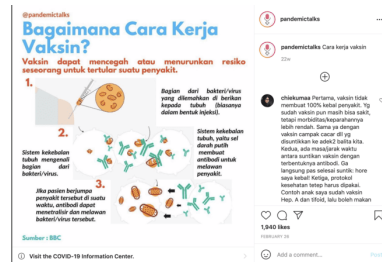 @pandemictalks
Bagaimana Cara Kerja
Vaksin?
Vaksin dapat mencegah atau menurunkan resiko
seseorang untuk tertular suatu penyakit.
1.
Bagian dari bakteri/virus
yang dilemahkan di berikan
kepada tubuh (biasanya
dalam bentuk injeksi).
2.
Sistem kekebalan
tubuh mengenali
bagian dari
bakteri/virus.
Sistem kekebalan
tubuh, yaitu sel
darah putih
membuat
antibodi untuk
melawan
penyakit.
3.
Jika pasien berjumpa
penyakit tersebut di suatu
waktu, antibodi dapat
menetralisir dan melawan
bakteri/virus tersebut.
Sumber : BBC
Visit the COVID-19 Information Center.
pandemictalks
pandemictalks Cara kerja vaksin
22w
chiekumaa Pertama, vaksin tidak
membuat 100% kebal penyakit. Yg
sudah vaksin pun masih bisa sakit,
tetapi morbiditas/keparahannya
lebih rendah. Sama ya dengan
vaksin campak cacar dll yg
disuntikkan ke adek2 balita kita.
Kedua, ada masa/jarak waktu
antara suntikan vaksin dengan
terbentuknya antibodi. Ga
langsung pas selesai suntik: hore
saya kebal! Ketiga, protokol
kesehatan tetep harus dipakai.
Contoh anak saya sudah vaksin
Hep. A dan tifoid, lalu boleh makan
1,940 likes
FEBRUARY 26
Add a comment...
Post